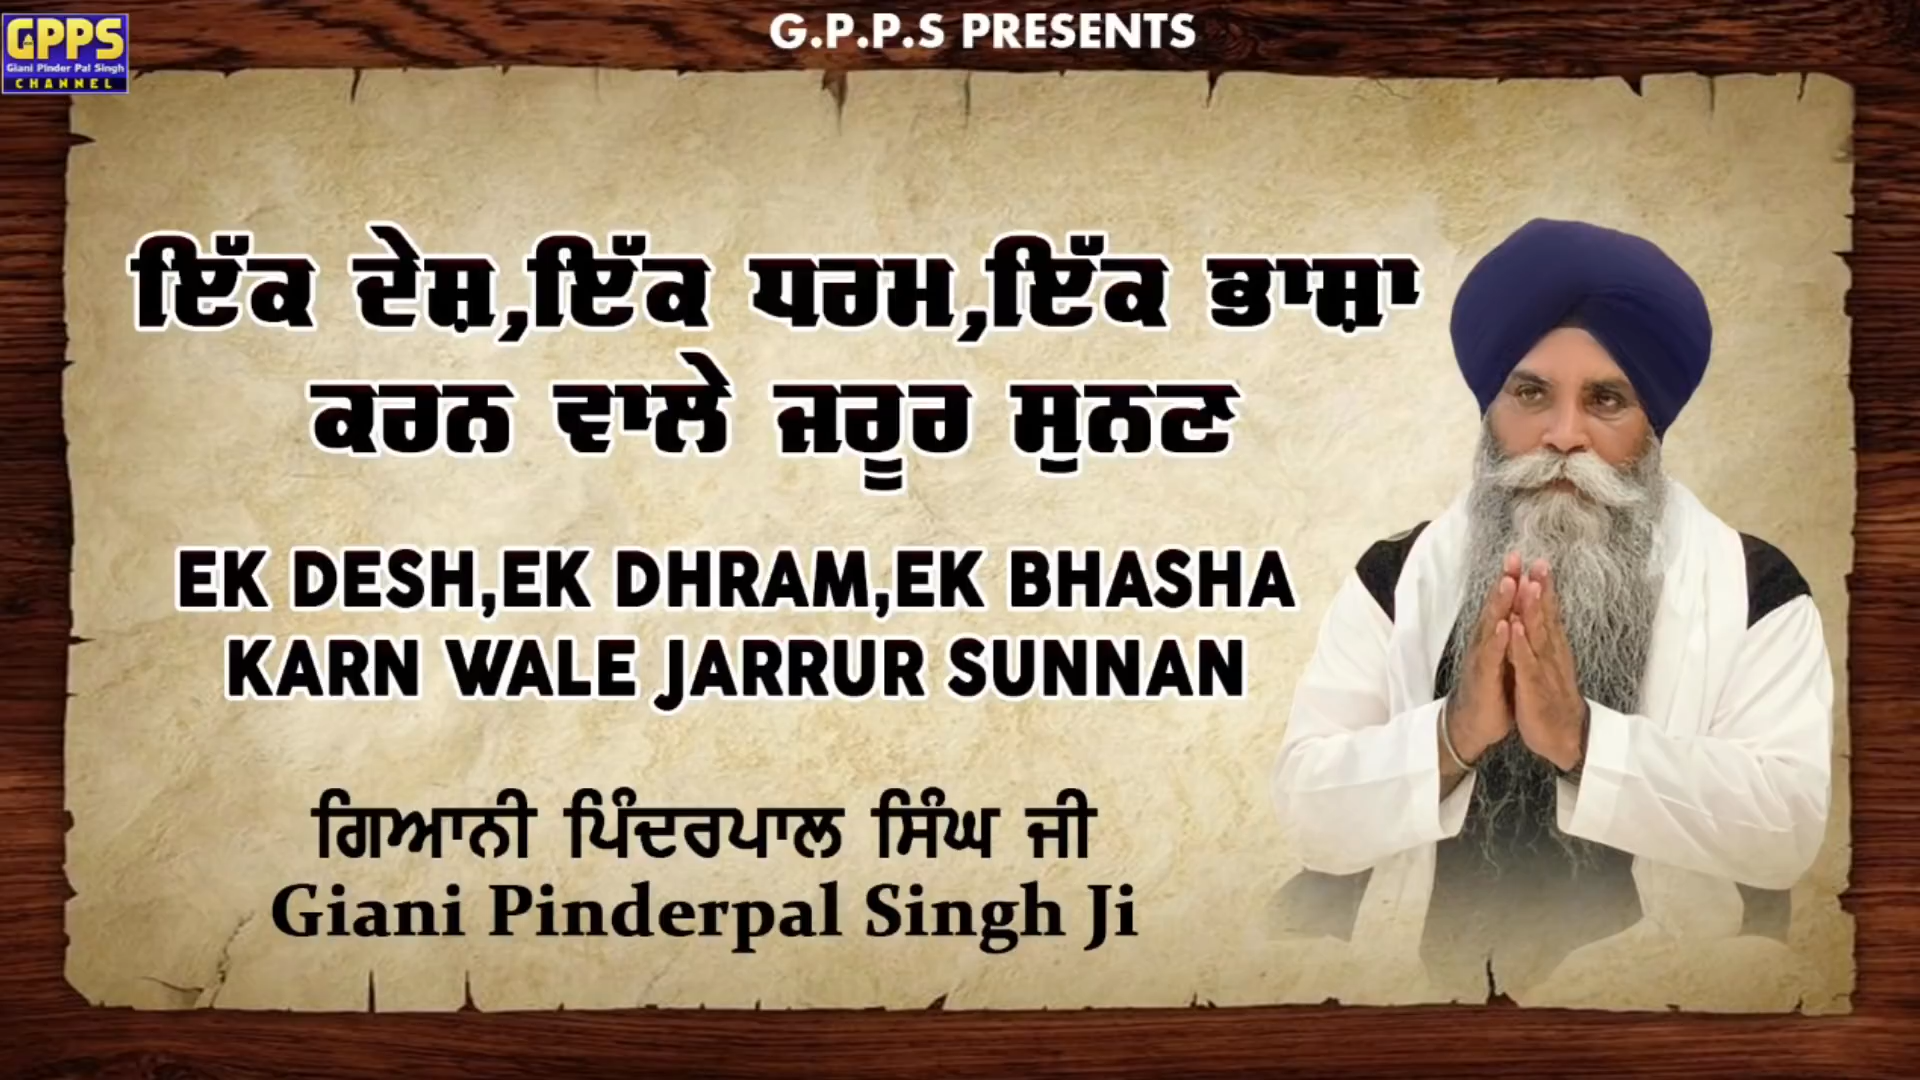 GPPS
Giani Pinder Pal Singh
CHANNEL
G.P.P.S PRESENTS
ਇੱਕ ਦੇਸ਼,ਇੱਕ ਧਰਮ,ਇੱਕ ਭਾਸ਼ਾ
ਕਰਨ ਵਾਲੇ ਜ਼ਰੂਰ ਸੁਨਣ
EK DESH,EK DHRAM,EK BHASHA
KARN WALE JARRUR SUNNAN
ਗਿਆਨੀ ਪਿੰਦਰਪਾਲ ਸਿੰਘ ਜੀ
Giani Pinderpal Singh Ji